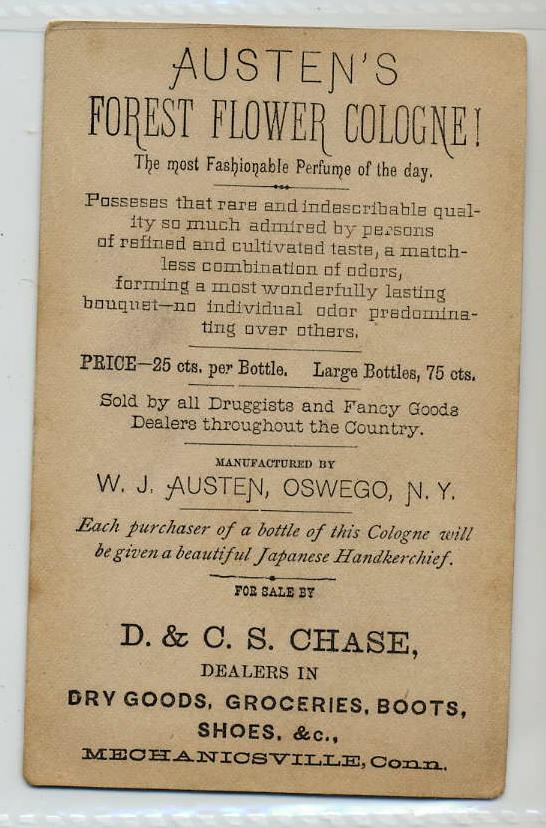 AUSTEN'S
FOREST FLOWER COLOGNE!
The most Fashionable Perfume of the day.
Posseses that rare and indescribable qual-
ity so much admired by persons
of refined and cultivated taste, a match-
less combination of odors,
forming a most wonderfully lasting
bouquet—no individual odor predomina-
ting over others.
PRICE—25 cts. per Bottle. Large Bottles, 75 cts.
Sold by all Druggists and Fancy Goods
Dealers throughout the Country.
MANUFACTURED BY
W. J. AUSTEN, OSWEGO, N. Y.
Each purchaser of a bottle of this Cologne will
be given a beautiful Japanese Handkerchief.
FOR SALE BY
D. & C. S. CHASE,
DEALERS IN
DRY GOODS, GROCERIES, BOOTS,
SHOES, &c.,
MECHANICSVILLE, Conn.